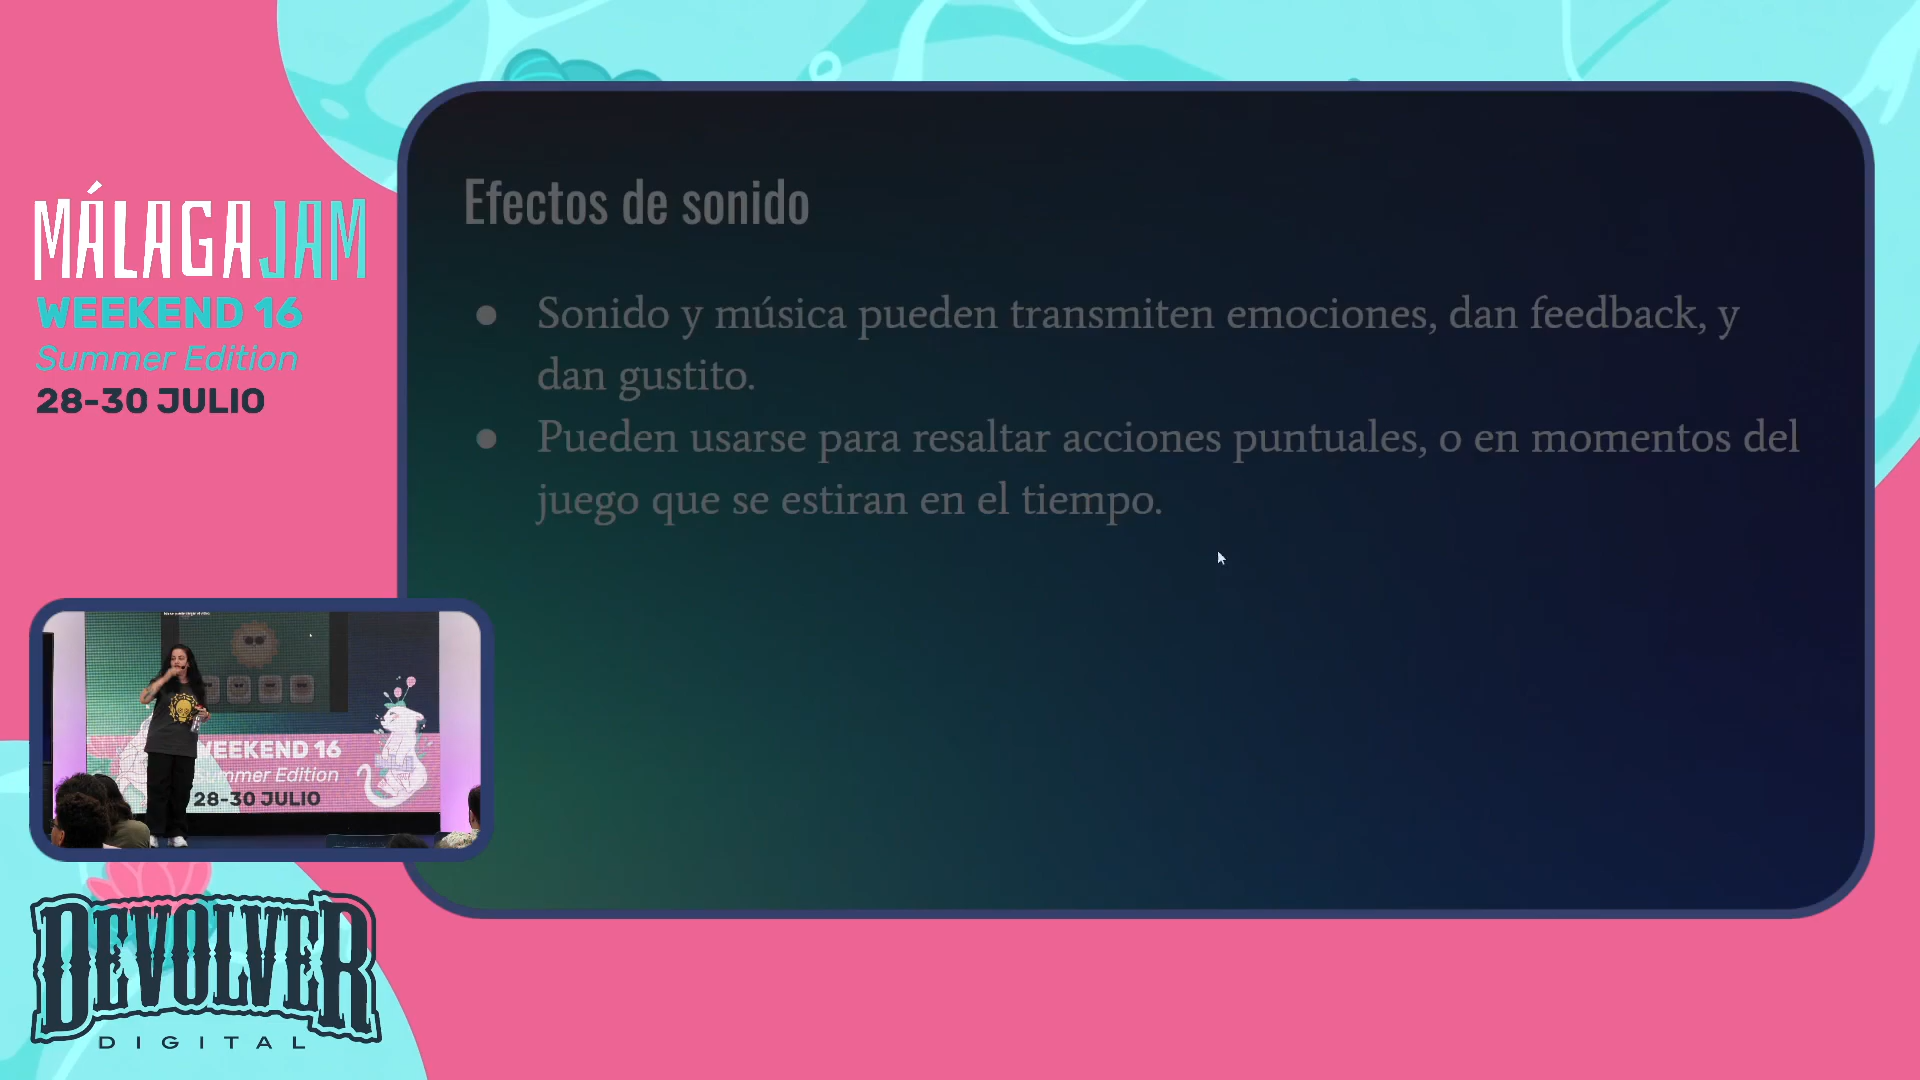 MÁLAGAJAM
WEEKEND 16
Summer Edition
28-30 JULIO
Efectos de sonido
● Sonido y música pueden transmiten emociones, dan feedback, y
dan gustito.
● Pueden usarse para resaltar acciones puntuales, o en momentos del
juego que se estiran en el tiempo.
WEEKEND 16
Summer Edition
28-30 JULIO
DEVOLVER
DIGITAL